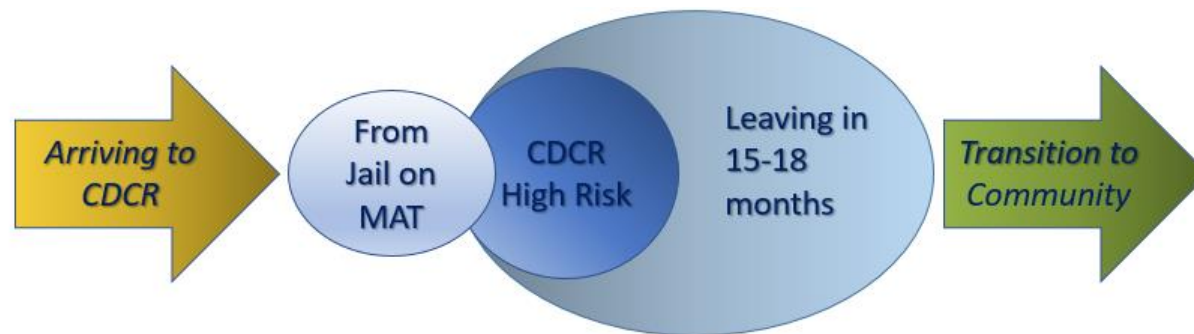 Arriving to
CDCR
From
Jail on
MAT
CDCR
High Risk
Leaving in
15-18
months
Transition to
Community